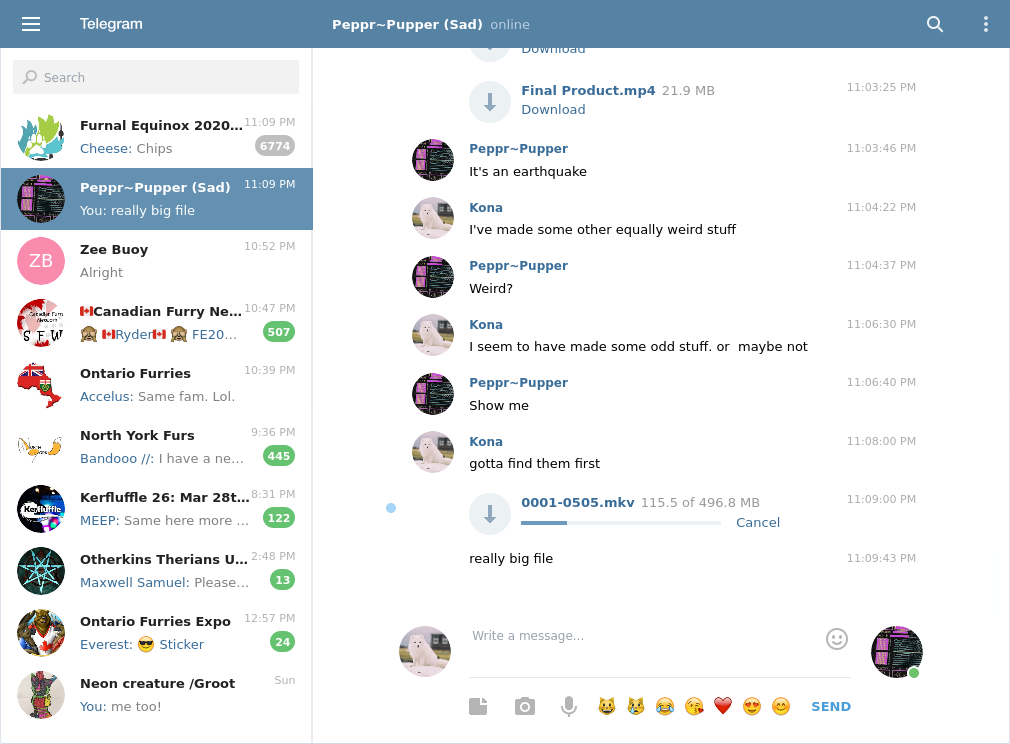 Telegram
Peppr~Pupper (Sad) online
Search
Furnal Equinox 2020... 11:09 PM
Cheese: Chips 6774
Peppr~Pupper (Sad) 11:09 PM
You: really big file
ZB
Zee Buoy 10:52 PM
Alright
🇨🇦Canadian Furry Ne... 10:47 PM
🙈 🇨🇦Ryder🇨🇦 🙈 FE20... 507
Ontario Furries 10:39 PM
Accelus: Same fam. Lol.
North York Furs 9:36 PM
Bandooo //: I have a ne... 445
Kerfluffle 26: Mar 28t... 8:31 PM
MEEP: Same here more ... 122
Otherkins Therians U... 2:48 PM
Maxwell Samuel: Please... 13
Ontario Furries Expo 12:57 PM
Everest: 😎 Sticker 24
Neon creature /Groot Sun
You: me too!
Download
Final Product.mp4 21.9 MB 11:03:25 PM
Download
Peppr~Pupper 11:03:46 PM
It's an earthquake
Kona 11:04:22 PM
I've made some other equally weird stuff
Peppr~Pupper 11:04:37 PM
Weird?
Kona 11:06:30 PM
I seem to have made some odd stuff. or  maybe not
Peppr~Pupper 11:06:40 PM
Show me
Kona 11:08:00 PM
gotta find them first
0001-0505.mkv 115.5 of 496.8 MB 11:09:00 PM
Cancel
really big file 11:09:43 PM
Write a message...
SEND